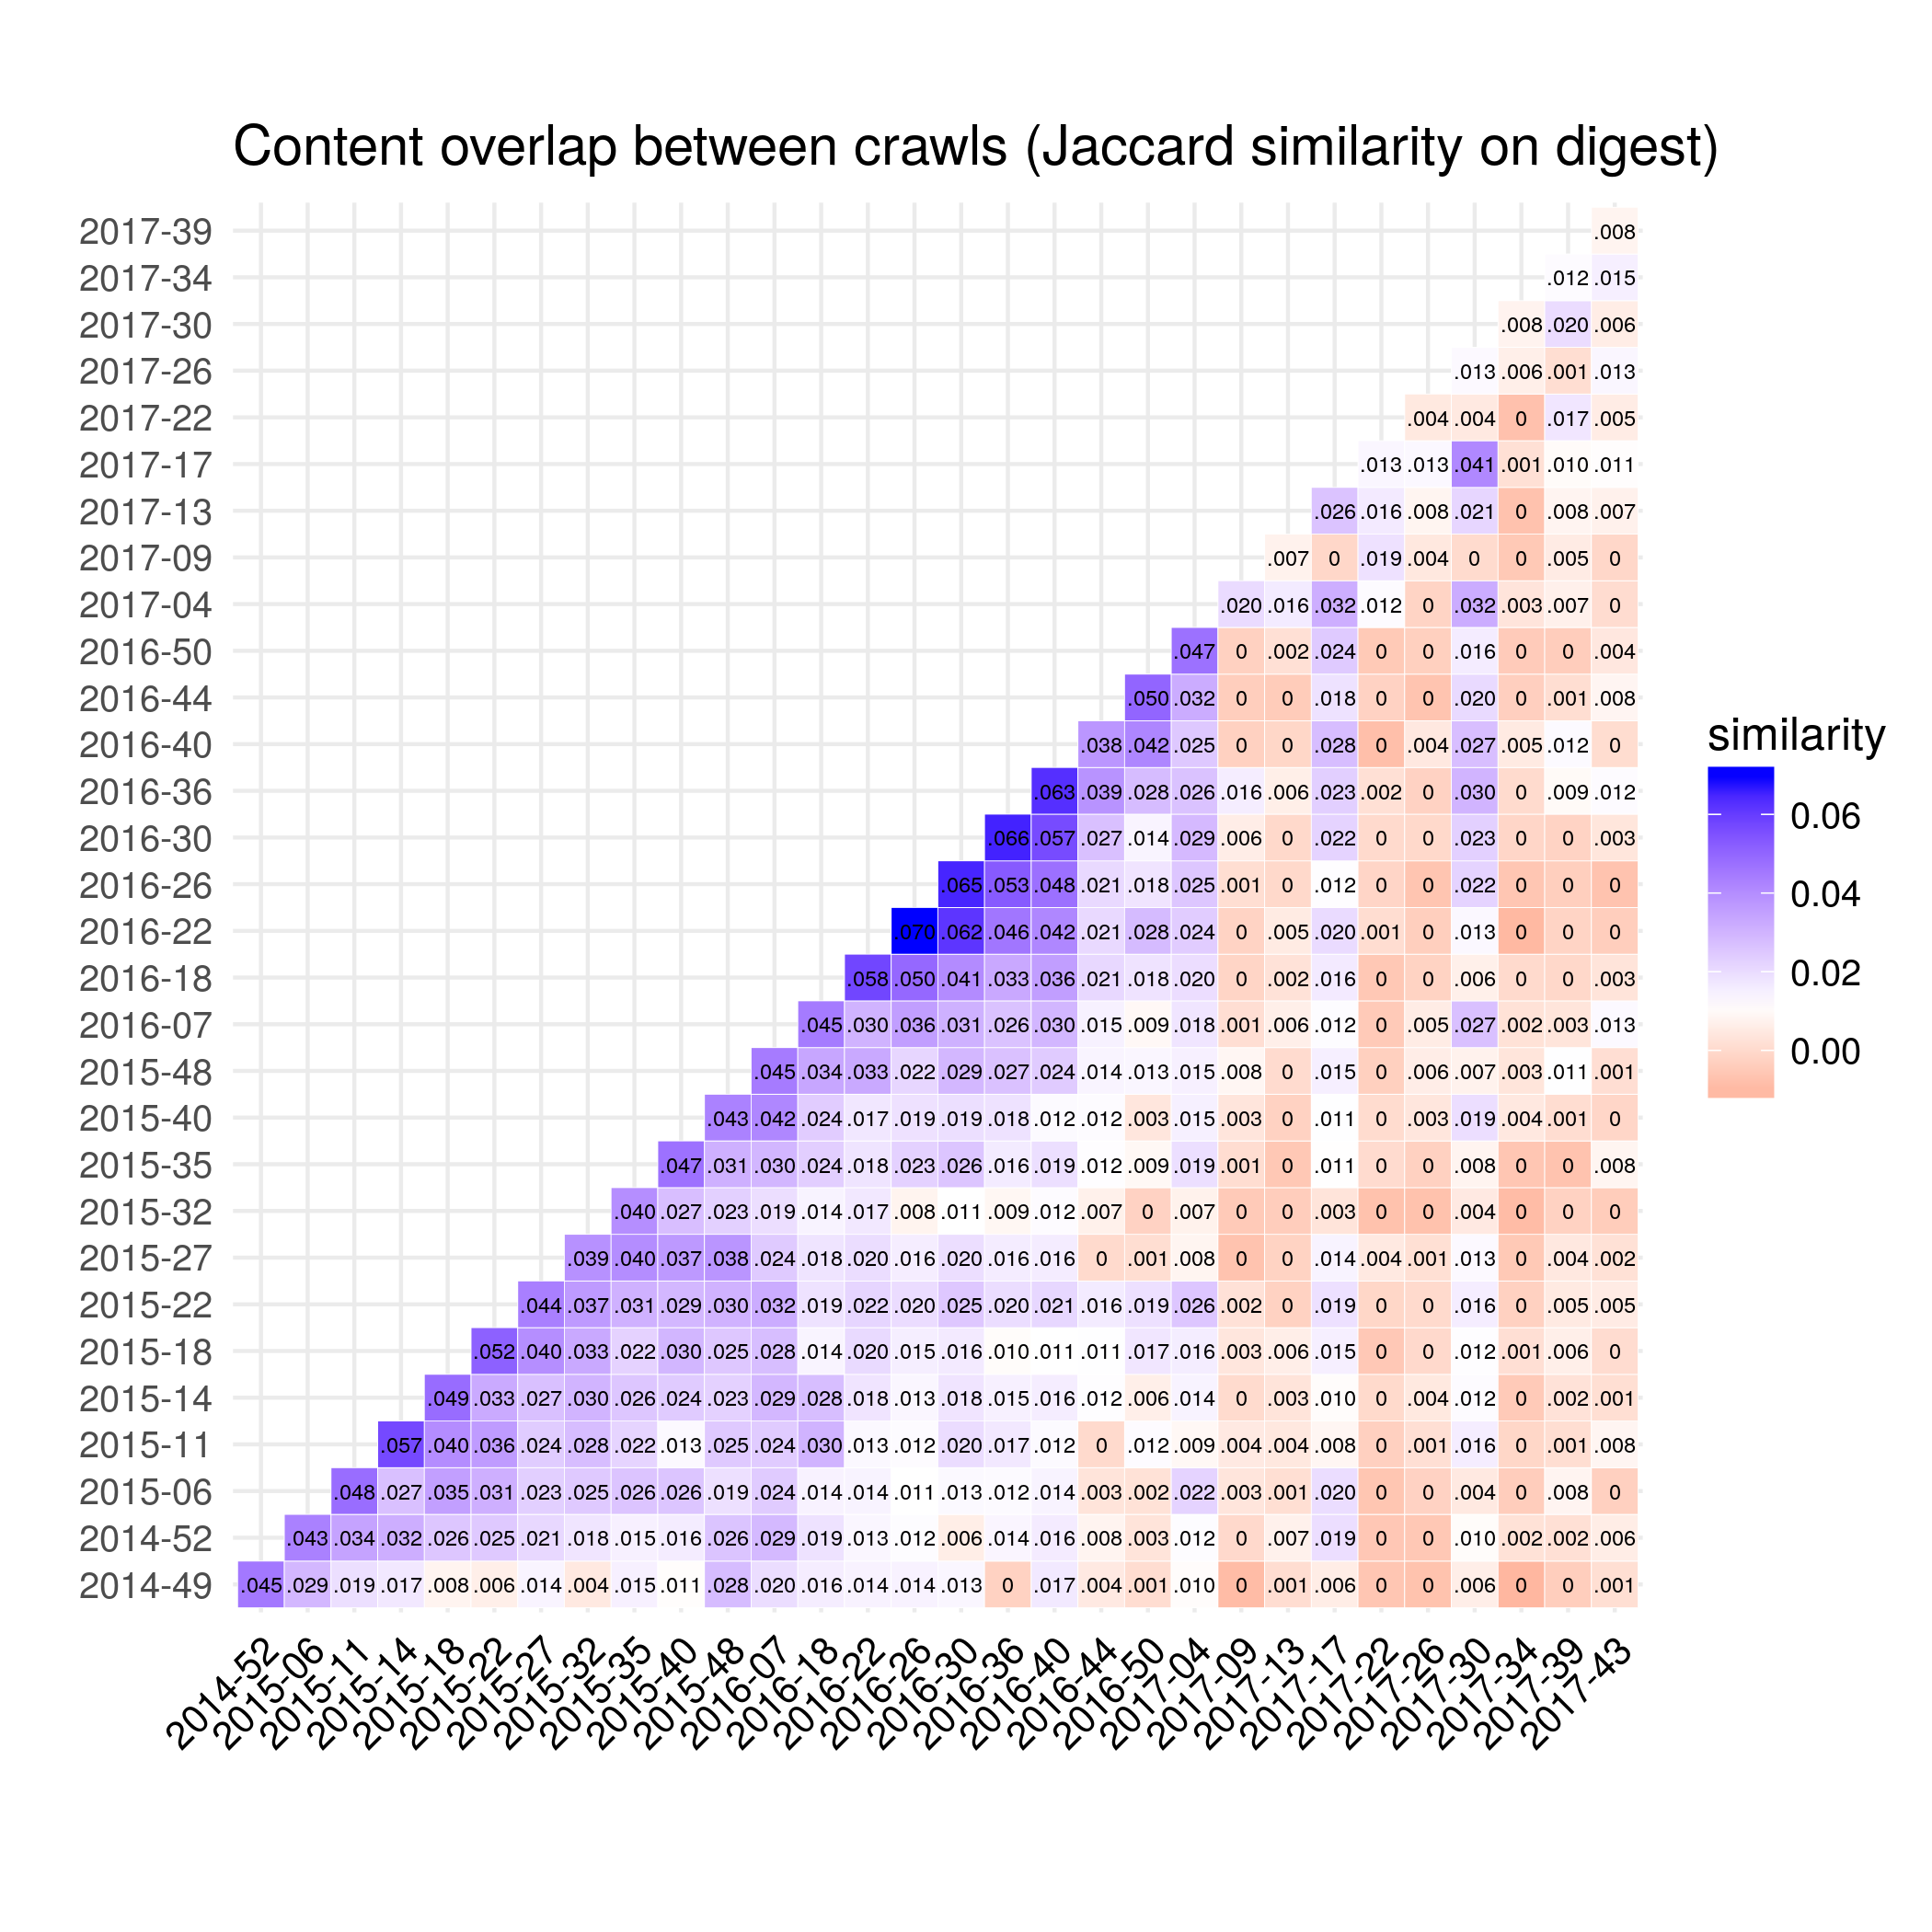 Content overlap between crawls (Jaccard similarity on digest)
2017-39 .008
2017-34 .012 .015
2017-30 .008 .020 .006
2017-26 .013 .006 .001 .013
2017-22 .004 .004 0 .017 .005
2017-17 .013 .013 .041 .001 .010 .011
2017-13 .026 .016 .008 .021 0 .008 .007
2017-09 .007 0 .019 .004 0 0 .005 0
2017-04 .020 .016 .032 .012 0 .032 .003 .007 0
2016-50 .047 0 .002 .024 0 0 .016 0 0 .004
2016-44 .050 .032 0 0 .018 0 0 .020 0 .001 .008
2016-40 .038 .042 .025 0 0 .028 0 .004 .027 .005 .012 0
2016-36 .063 .039 .028 .026 .016 .006 .023 .002 0 .030 0 .009 .012
2016-30 .066 .057 .027 .014 .029 .006 0 .022 0 0 .023 0 0 .003
2016-26 .065 .053 .048 .021 .018 .025 .001 0 .012 0 0 .022 0 0 0
2016-22 .070 .062 .046 .042 .021 .028 .024 0 .005 .020 .001 0 .013 0 0 0
2016-18 .058 .050 .041 .033 .036 .021 .018 .020 0 .002 .016 0 0 .006 0 0 .003
2016-07 .045 .030 .036 .031 .026 .030 .015 .009 .018 .001 .006 .012 0 .005 .027 .002 .003 .013
2015-48 .045 .034 .033 .022 .029 .027 .024 .014 .013 .015 .008 0 .015 0 .006 .007 .003 .011 .001
2015-40 .043 .042 .024 .017 .019 .019 .018 .012 .012 .003 .015 .003 0 .011 0 .003 .019 .004 .001 0
2015-35 .047 .031 .030 .024 .018 .023 .026 .016 .019 .012 .009 .019 .001 0 .011 0 0 .008 0 0 .008
2015-32 .040 .027 .023 .019 .014 .017 .008 .011 .009 .012 .007 0 .007 0 0 .003 0 0 .004 0 0 0
2015-27 .039 .040 .037 .038 .024 .018 .020 .016 .020 .016 .016 0 .001 .008 0 0 .014 .004 .001 .013 0 .004 .002
2015-22 .044 .037 .031 .029 .030 .032 .019 .022 .020 .025 .020 .021 .016 .019 .026 .002 0 .019 0 0 .016 0 .005 .005
2015-18 .052 .040 .033 .022 .030 .025 .028 .014 .020 .015 .016 .010 .011 .011 .017 .016 .003 .006 .015 0 0 .012 .001 .006 0
2015-14 .049 .033 .027 .030 .026 .024 .023 .029 .028 .018 .013 .018 .015 .016 .012 .006 .014 0 .003 .010 0 .004 .012 0 .002 .001
2015-11 .057 .040 .036 .024 .028 .022 .013 .025 .024 .030 .013 .012 .020 .017 .012 0 .012 .009 .004 .004 .008 0 .001 .016 0 .001 .008
2015-06 .048 .027 .035 .031 .023 .025 .026 .026 .019 .024 .014 .014 .011 .013 .012 .014 .003 .002 .022 .003 .001 .020 0 0 .004 0 .008 0
2014-52 .043 .034 .032 .026 .025 .021 .018 .015 .016 .026 .029 .019 .013 .012 .006 .014 .016 .008 .003 .012 0 .007 .019 0 0 .010 .002 .002 .006
2014-49 .045 .029 .019 .017 .008 .006 .014 .004 .015 .011 .028 .020 .016 .014 .014 .013 0 .017 .004 .001 .010 0 .001 .006 0 0 .006 0 0 .001
2014-52 2015-06 2015-11 2015-14 2015-18 2015-22 2015-27 2015-32 2015-35 2015-40 2015-48 2016-07 2016-18 2016-22 2016-26 2016-30 2016-36 2016-40 2016-44 2016-50 2017-04 2017-09 2017-13 2017-17 2017-22 2017-26 2017-30 2017-34 2017-39 2017-43
similarity
0.06
0.04
0.02
0.00